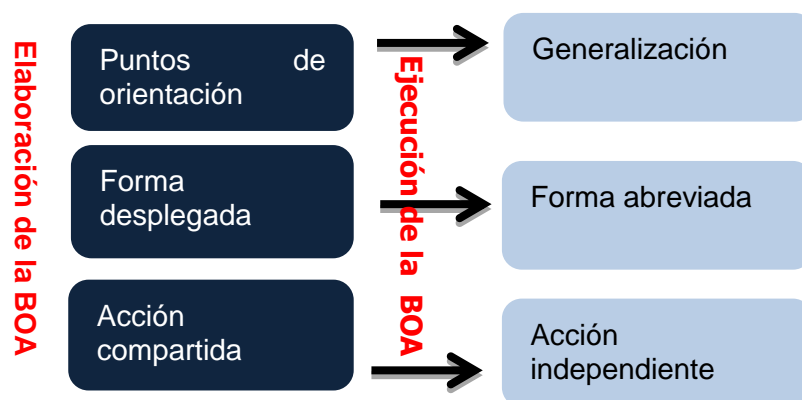 Elaboración de la BOA
Puntos de
orientación
Ejecución de la BOA
Generalización
Forma
desplegada
Forma abreviada
Acción
compartida
Acción
independiente